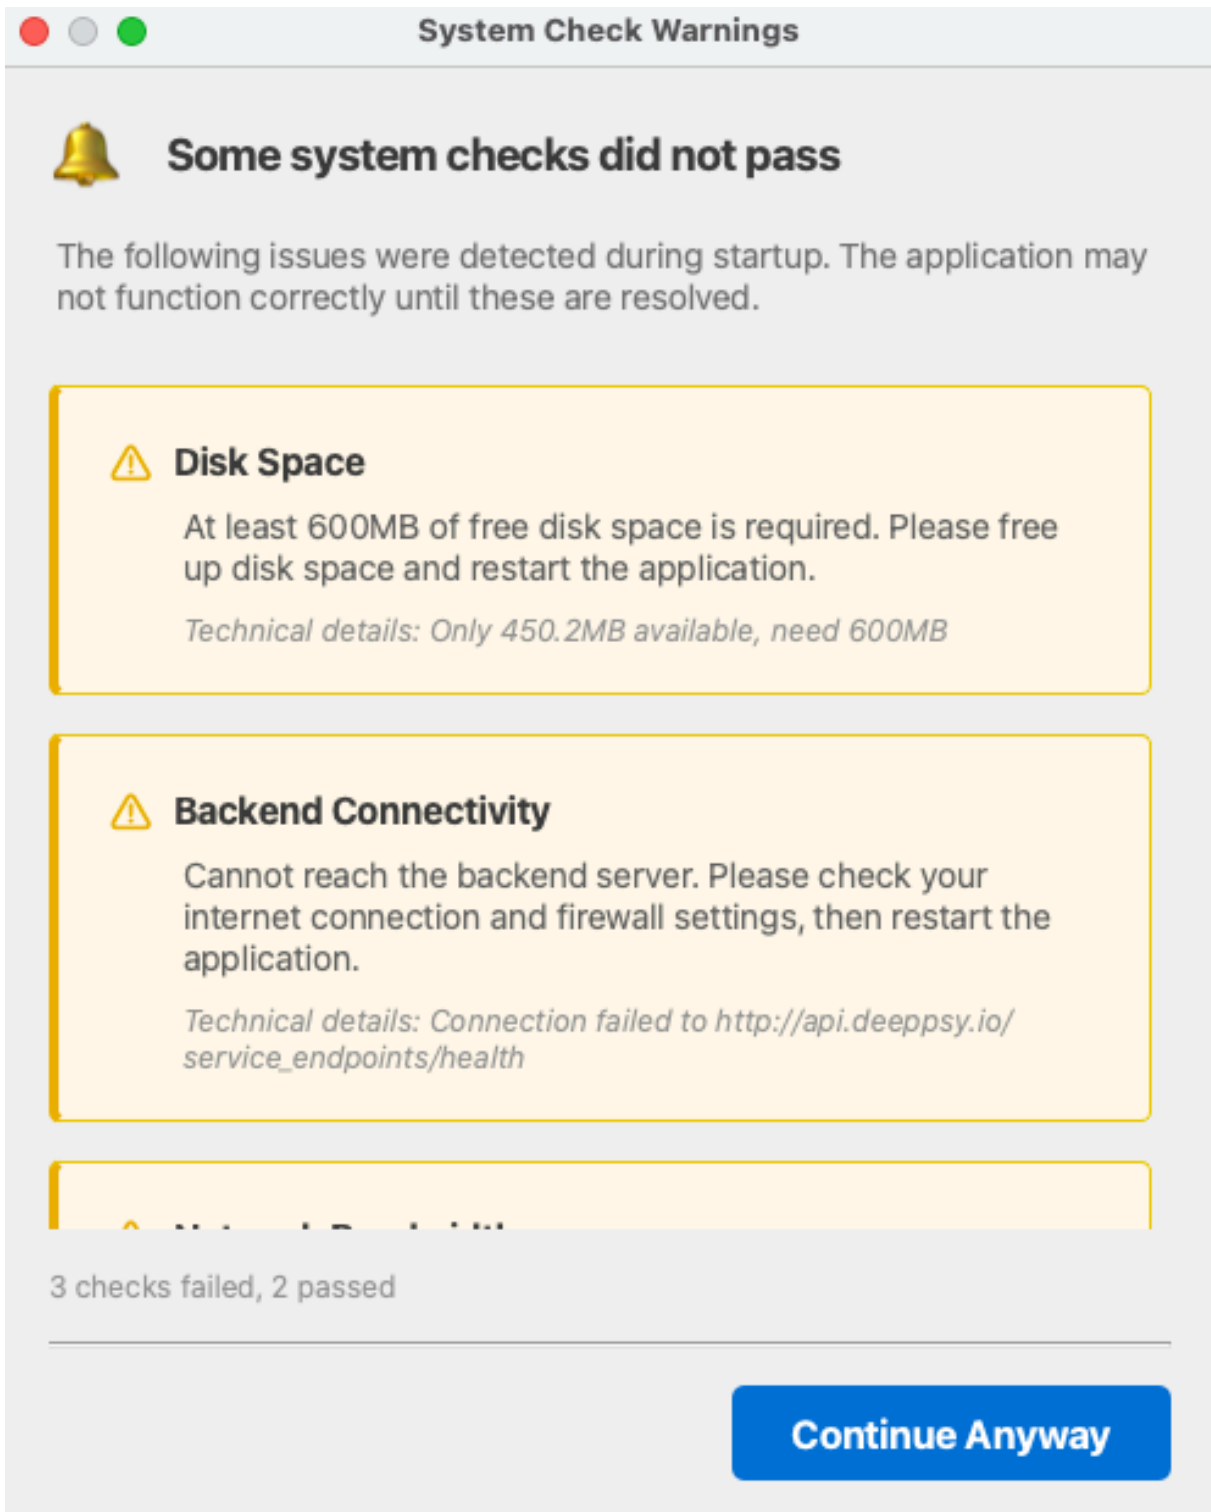 System Check Warnings
Some system checks did not pass
The following issues were detected during startup. The application may
not function correctly until these are resolved.
Disk Space
At least 600MB of free disk space is required. Please free
up disk space and restart the application.
Technical details: Only 450.2MB available, need 600MB
Backend Connectivity
Cannot reach the backend server. Please check your
internet connection and firewall settings, then restart the
application.
Technical details: Connection failed to http://api.deeppsy.io/
service_endpoints/health
Network Bandwidth
3 checks failed, 2 passed
Continue Anyway